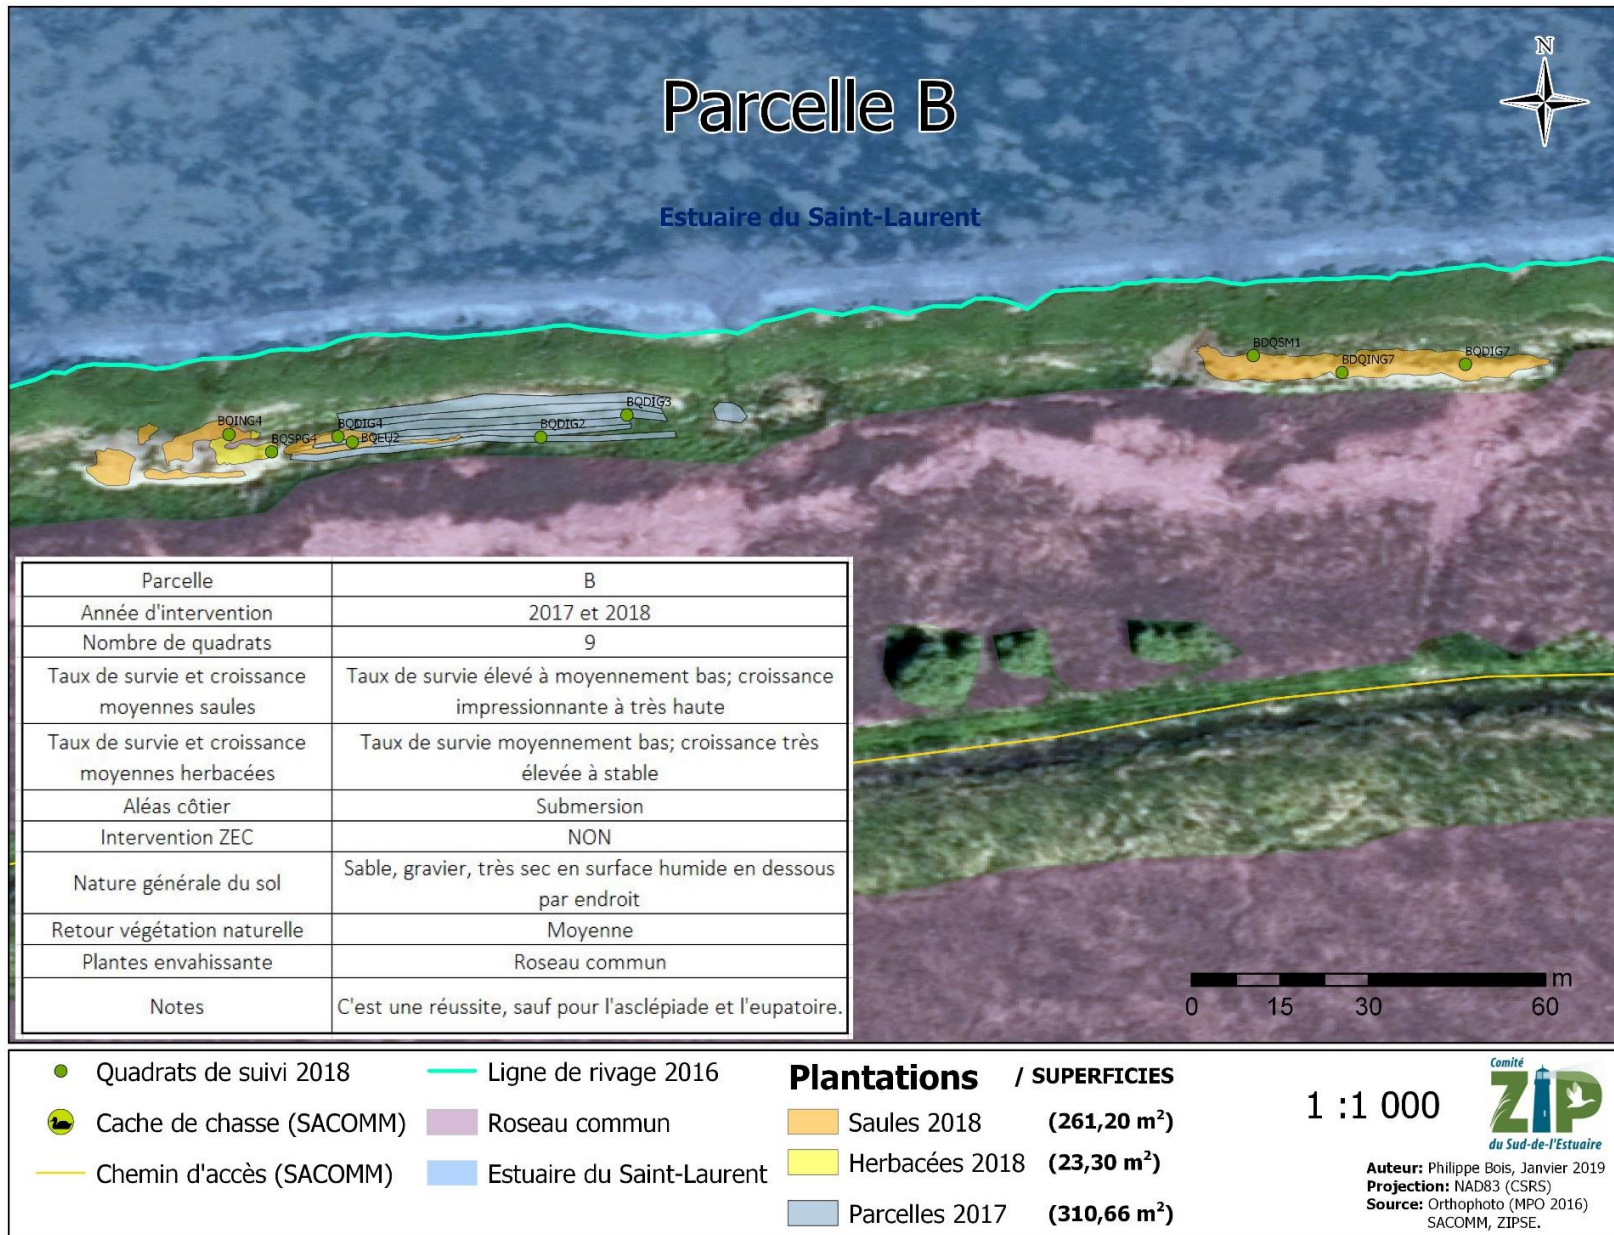 N
Parcelle B
Estuaire du Saint-Laurent
BDQSM1
BDQING7
BQDIG7
BQDIG3
BQING4
BQDIG4
BQDIG2
BQSPG4
BQEU2
Parcelle B
Année d'intervention 2017 et 2018
Nombre de quadrats 9
Taux de survie et croissance moyennes saules
Taux de survie élevé à moyennement bas; croissance impressionnante à très haute
Taux de survie et croissance moyennes herbacées
Taux de survie moyennement bas; croissance très élevée à stable
Aléas côtier Submersion
Intervention ZEC NON
Nature générale du sol
Sable, gravier, très sec en surface humide en dessous par endroit
Retour végétation naturelle Moyenne
Plantes envahissante Roseau commun
Notes C'est une réussite, sauf pour l'asclépiade et l'eupatoire.
m
0 15 30 60
Quadrats de suivi 2018
Cache de chasse (SACOMM)
Chemin d'accès (SACOMM)
Ligne de rivage 2016
Roseau commun
Estuaire du Saint-Laurent
Plantations / SUPERFICIES
Saules 2018 (261,20 m²)
Herbacées 2018 (23,30 m²)
Parcelles 2017 (310,66 m²)
1 :1 000
Comité
ZIP
du Sud-de-l'Estuaire
Auteur: Philippe Bois, Janvier 2019
Projection: NAD83 (CSRS)
Source: Orthophoto (MPO 2016)
SACOMM, ZIPSE.